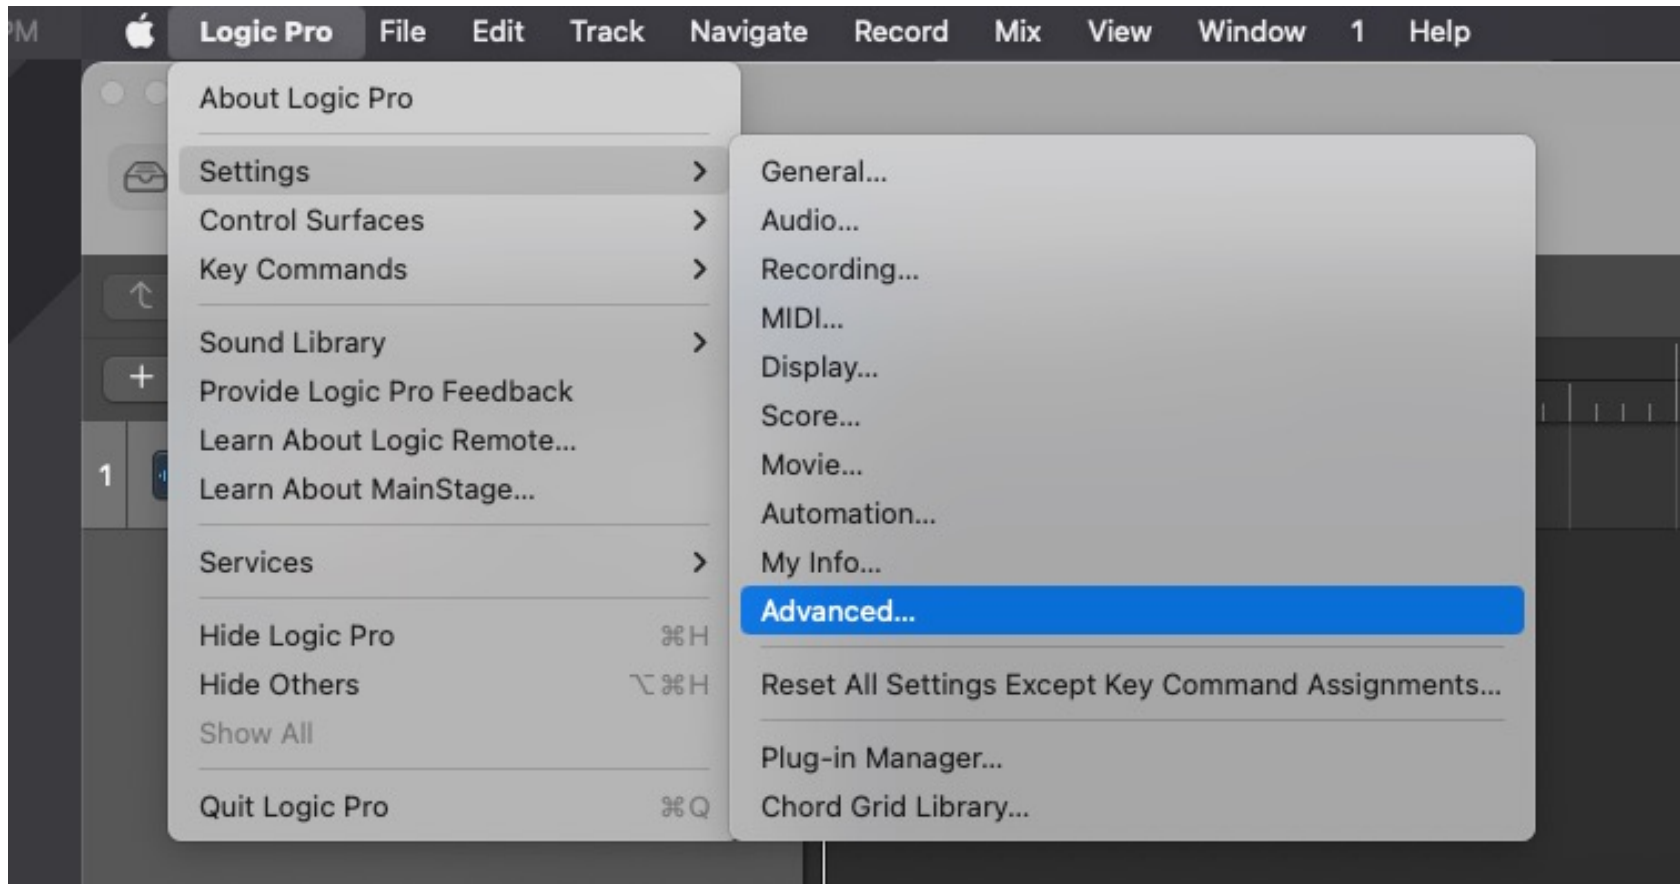 PM Logic Pro File Edit Track Navigate Record Mix View Window 1 Help
About Logic Pro
Settings
Control Surfaces
Key Commands
Sound Library
Provide Logic Pro Feedback
Learn About Logic Remote...
Learn About MainStage...
Services
Hide Logic Pro ⌘H
Hide Others ⌥⌘H
Show All
Quit Logic Pro ⌘Q
General...
Audio...
Recording...
MIDI...
Display...
Score...
Movie...
Automation...
My Info...
Advanced...
Reset All Settings Except Key Command Assignments...
Plug-in Manager...
Chord Grid Library...
1